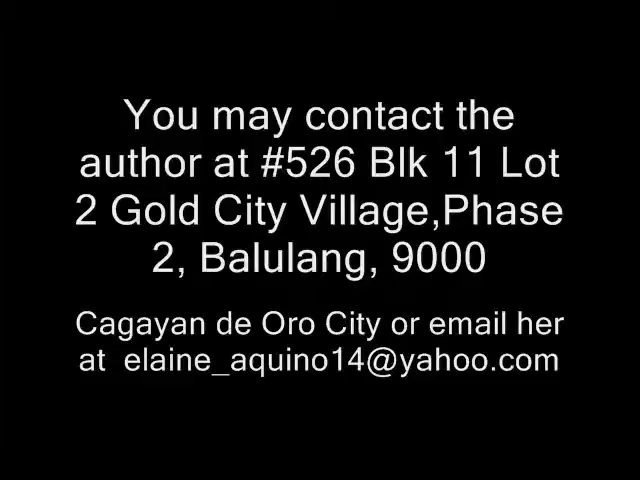 You may contact the
author at #526 Blk 11 Lot
2 Gold City Village,Phase
2, Balulang, 9000
Cagayan de Oro City or email her
at  elaine_aquino14@yahoo.com